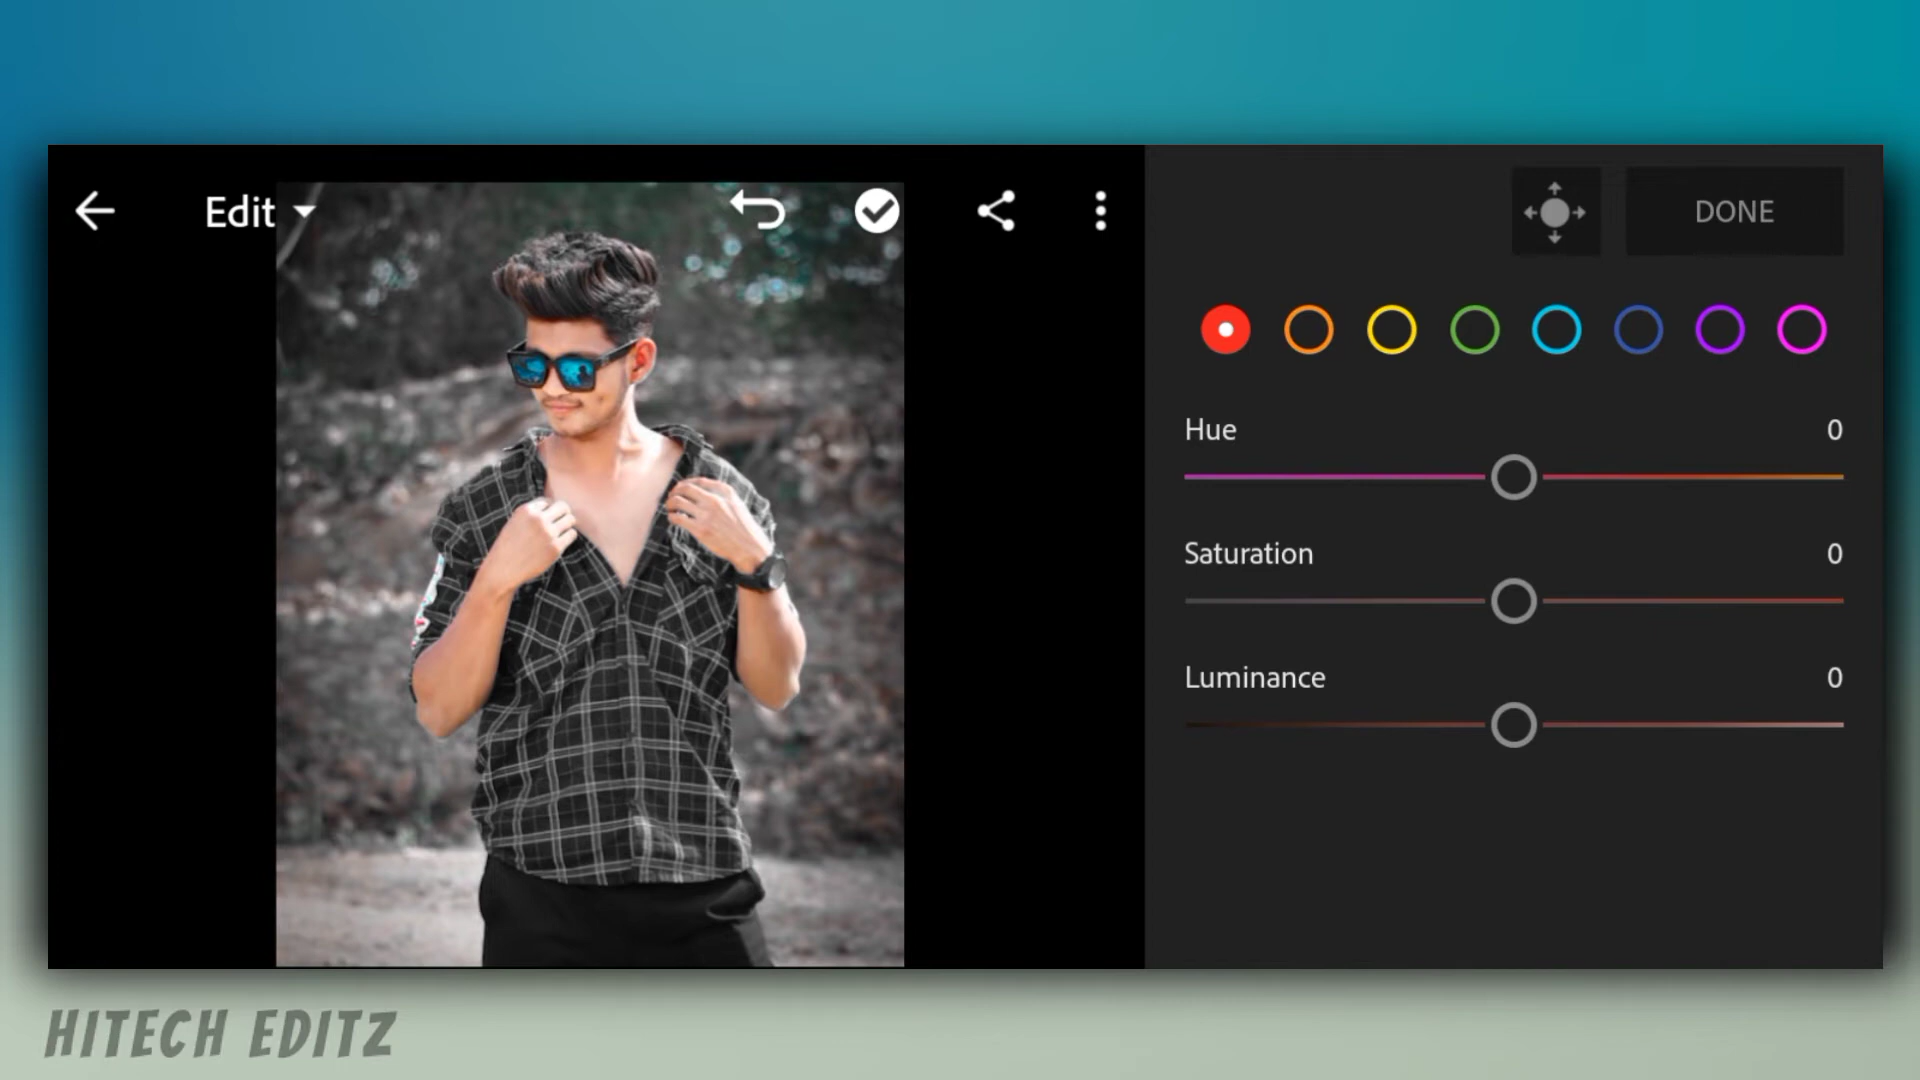 Edit
DONE
Hue 0
Saturation 0
Luminance 0
HITECH EDITZ